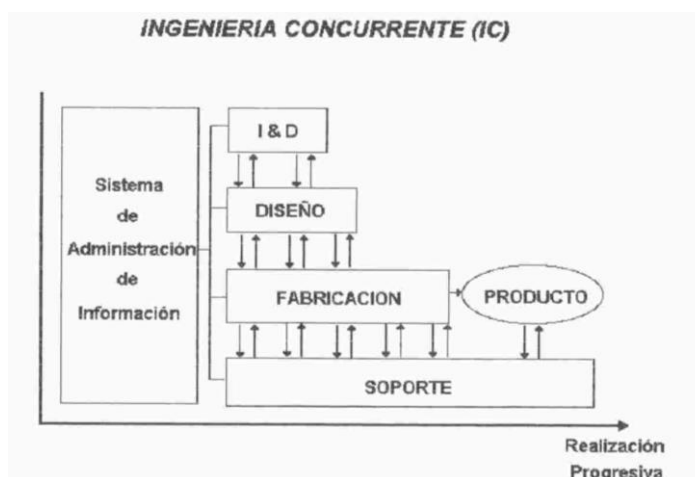 INGENIERIA CONCURRENTE (IC)
I & D
Sistema
de
Administración
de
Información
DISEÑO
FABRICACION
PRODUCTO
SOPORTE
Realización
Progresiva